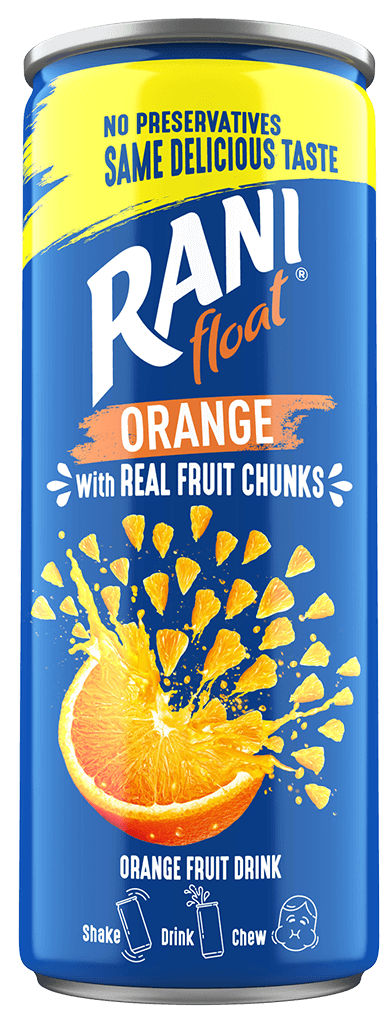 NO PRESERVATIVES
SAME DELICIOUS TASTE
RANI®
float
ORANGE
With REAL FRUIT CHUNKS
ORANGE FRUIT DRINK
Shake Drink Chew